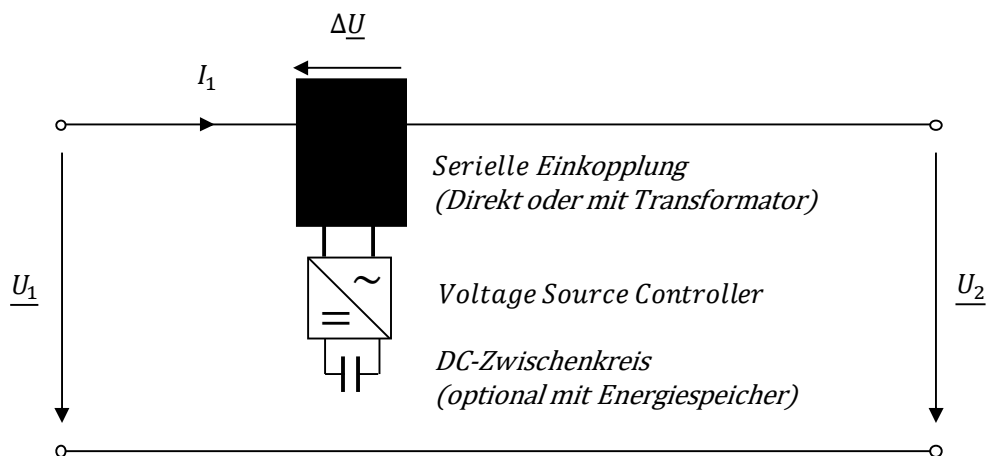 ΔU
I₁
Serielle Einkopplung
(Direkt oder mit Transformator)
U₁
Voltage Source Controller
U₂
DC-Zwischenkreis
(optional mit Energiespeicher)